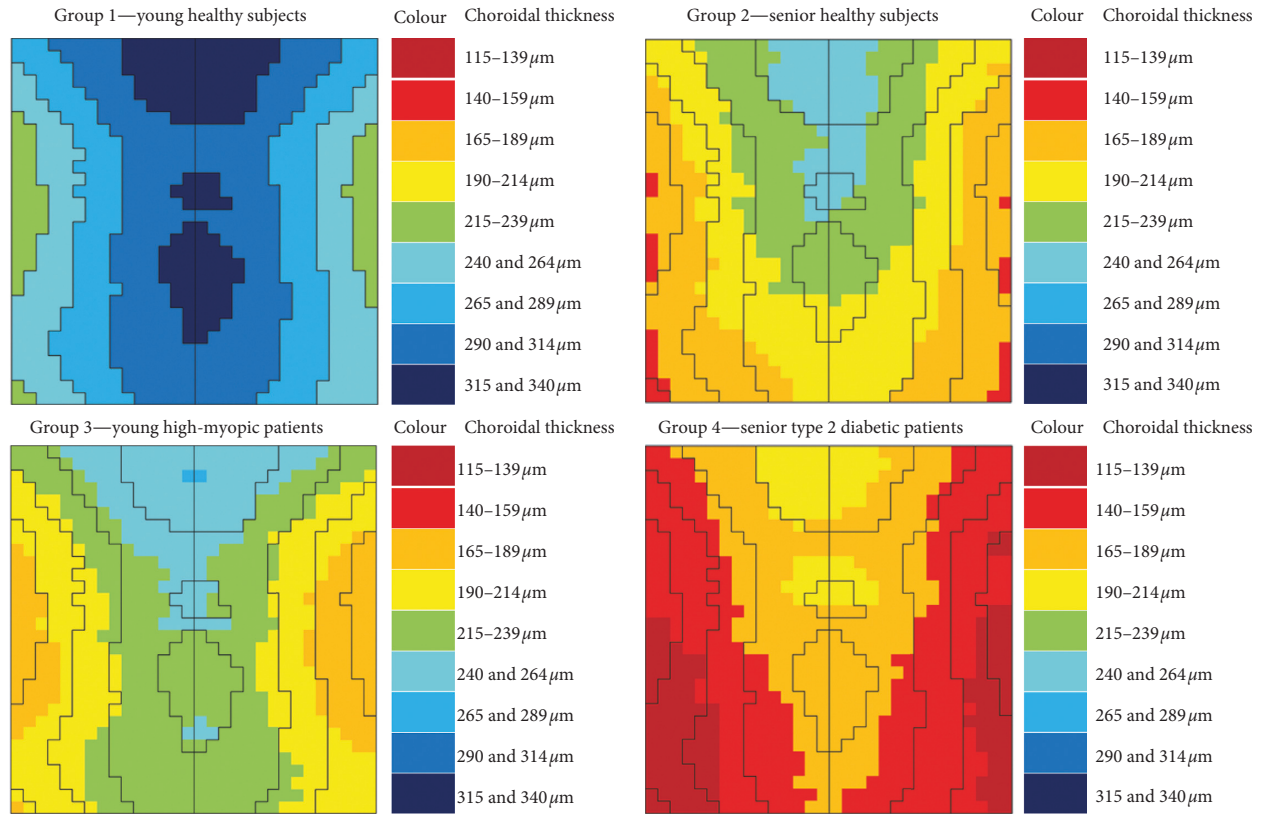 Group 1—young healthy subjects
Colour Choroidal thickness
115–139 µm
140–159 µm
165–189 µm
190–214 µm
215–239 µm
240 and 264 µm
265 and 289 µm
290 and 314 µm
315 and 340 µm
Group 2—senior healthy subjects
Colour Choroidal thickness
115–139 µm
140–159 µm
165–189 µm
190–214 µm
215–239 µm
240 and 264 µm
265 and 289 µm
290 and 314 µm
315 and 340 µm
Group 3—young high-myopic patients
Colour Choroidal thickness
115–139 µm
140–159 µm
165–189 µm
190–214 µm
215–239 µm
240 and 264 µm
265 and 289 µm
290 and 314 µm
315 and 340 µm
Group 4—senior type 2 diabetic patients
Colour Choroidal thickness
115–139 µm
140–159 µm
165–189 µm
190–214 µm
215–239 µm
240 and 264 µm
265 and 289 µm
290 and 314 µm
315 and 340 µm